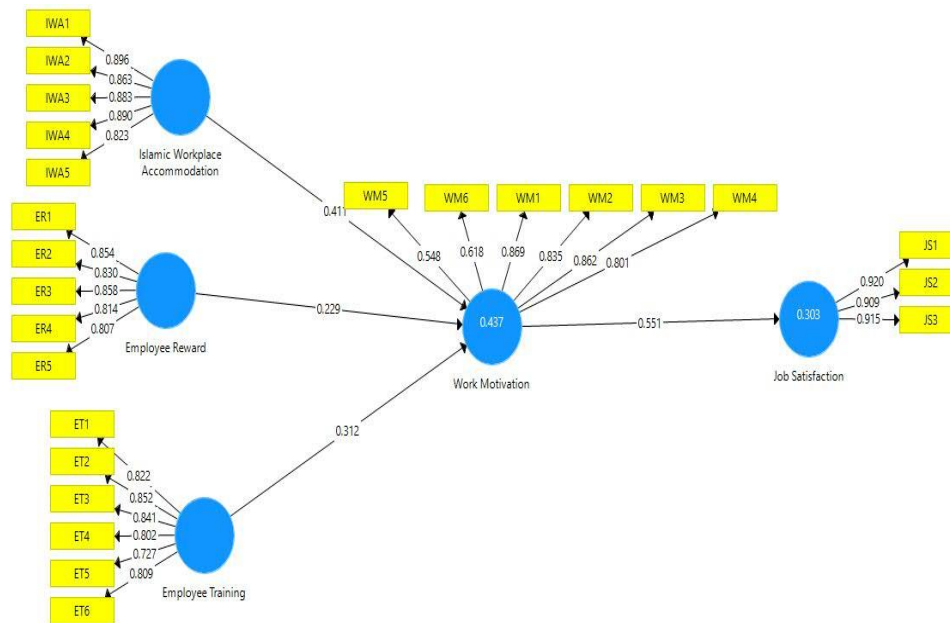 IWA1
IWA2
IWA3
IWA4
IWA5
0.896
0.863
0.883
0.890
0.823
Islamic Workplace
Accommodation
ER1
ER2
ER3
ER4
ER5
0.854
0.830
0.858
0.814
0.807
Employee Reward
ET1
ET2
ET3
ET4
ET5
ET6
0.822
0.852
0.841
0.802
0.727
0.809
Employee Training
0.411
0.229
0.312
WM5
WM6
WM1
WM2
WM3
WM4
0.548
0.618
0.869
0.835
0.862
0.801
0.437
Work Motivation
0.551
0.303
Job Satisfaction
0.920
0.909
0.915
JS1
JS2
JS3